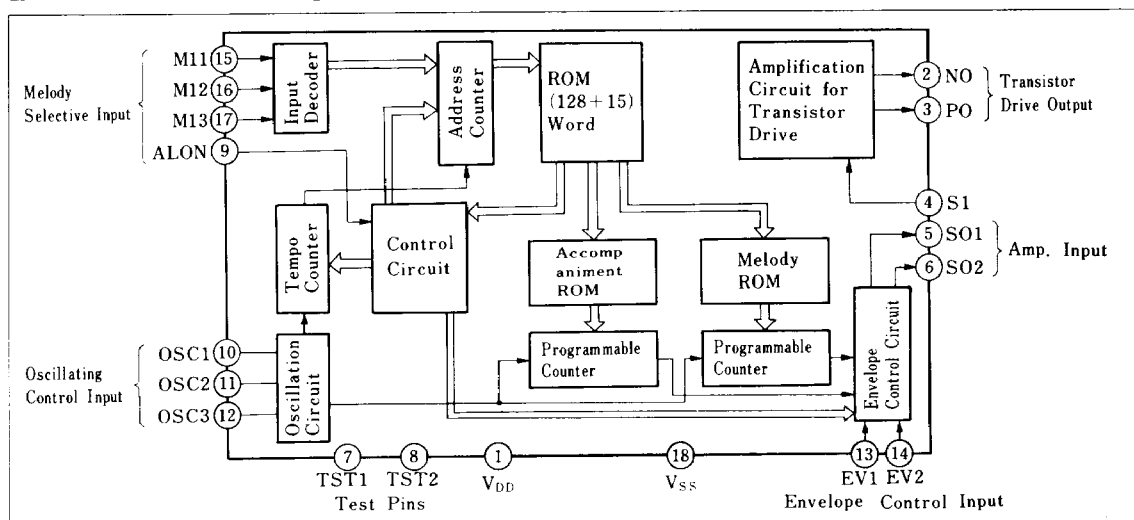 M11 15
M12 16
M13 17
ALON 9
Melody
Selective Input
Input
Decoder
Address
Counter
ROM
(128+15)
Word
Amplification
Circuit for
Transistor
Drive
2 NO
3 PO
Transistor
Drive Output
4 S1
5 SO1
6 SO2
Amp. Input
Tempo
Counter
Control
Circuit
Accomp
animent
ROM
Melody
ROM
Programmable
Counter
Programmable
Counter
Envelope
Control Circuit
OSC1 10
OSC2 11
OSC3 12
Oscillating
Control Input
Oscillation
Circuit
7
TST1
8
TST2
Test Pins
1
VDD
18
VSS
13
EV1
14
EV2
Envelope Control Input